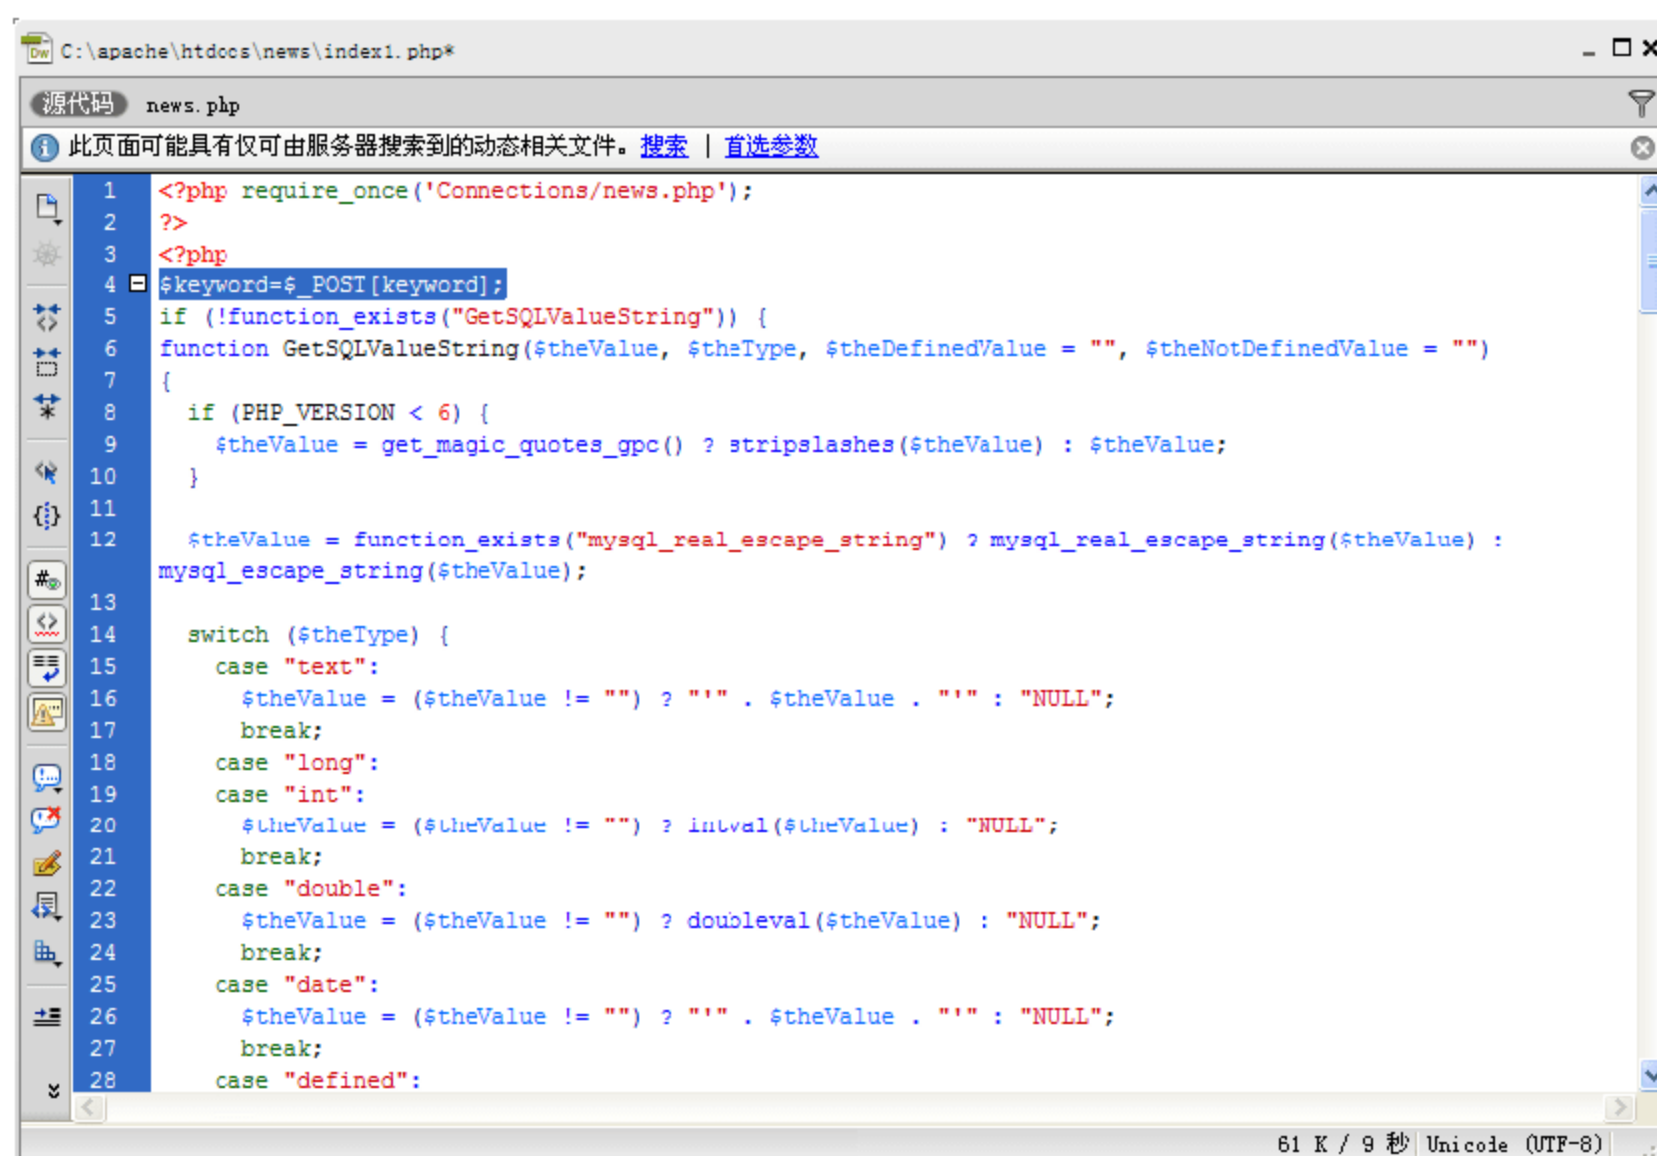 C:\apache\htdocs\news\index1.php*
源代码 news.php
此页面可能具有仅可由服务器搜索到的动态相关文件。搜索 | 首选参数
1 <?php require_once('Connections/news.php');
2 ?>
3 <?php
4 $keyword=$_POST[keyword];
5 if (!function_exists("GetSQLValueString")) {
6 function GetSQLValueString($theValue, $theType, $theDefinedValue = "", $theNotDefinedValue = "")
7 {
8 if (PHP_VERSION < 6) {
9 $theValue = get_magic_quotes_gpc() ? stripslashes($theValue) : $theValue;
10 }
11
12 $theValue = function_exists("mysql_real_escape_string") ? mysql_real_escape_string($theValue) :
mysql_escape_string($theValue);
13
14 switch ($theType) {
15 case "text":
16 $theValue = ($theValue != "") ? "'" . $theValue . "'" : "NULL";
17 break;
18 case "long":
19 case "int":
20 $theValue = ($theValue != "") ? intval($theValue) : "NULL";
21 break;
22 case "double":
23 $theValue = ($theValue != "") ? doubleval($theValue) : "NULL";
24 break;
25 case "date":
26 $theValue = ($theValue != "") ? "'" . $theValue . "'" : "NULL";
27 break;
28 case "defined":
61 K / 9 秒 Unicode (UTF-8)